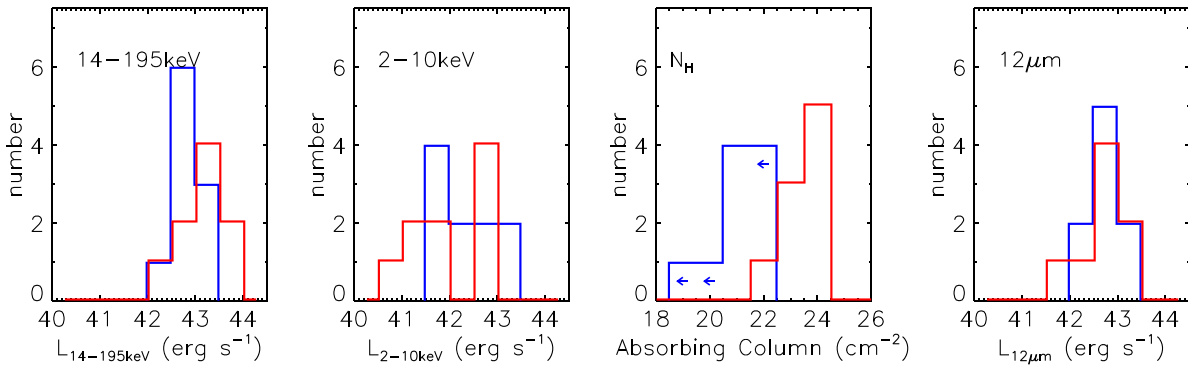 14−195keV
number
6
4
2
0
40 41 42 43 44
L14−195keV (erg s−1)
2−10keV
number
6
4
2
0
40 41 42 43 44
L2−10keV (erg s−1)
NH
number
6
4
2
0
18 20 22 24 26
Absorbing Column (cm−2)
12μm
number
6
4
2
0
40 41 42 43 44
L12μm (erg s−1)